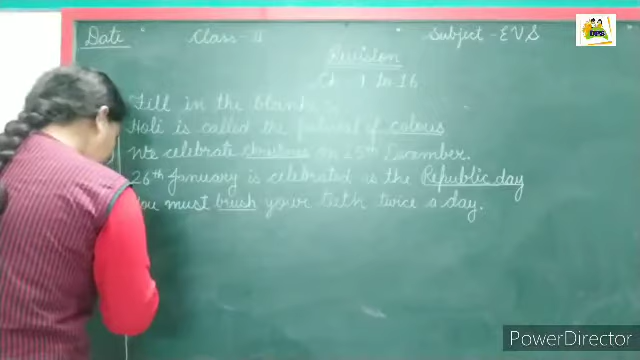 Date Class-II Subject - EVS
Revision
Ch 1 to 16
Fill in the blanks
Holi is called the festival of colours
We celebrate christmas on 25th December.
26th January is celebrated as the Republic day
You must brush your teeth twice a day.
PowerDirector